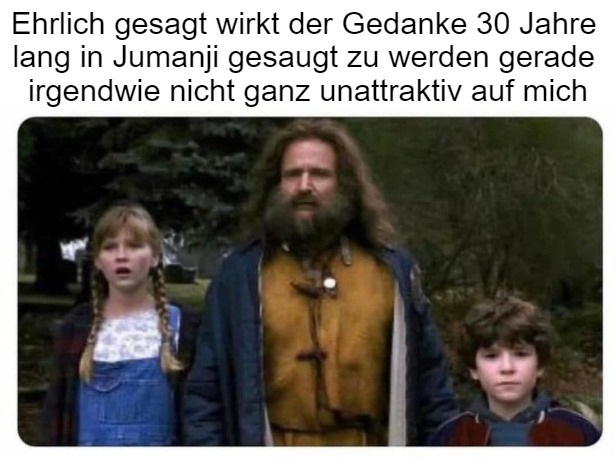 Ehrlich gesagt wirkt der Gedanke 30 Jahre
lang in Jumanji gesaugt zu werden gerade
irgendwie nicht ganz unattraktiv auf mich